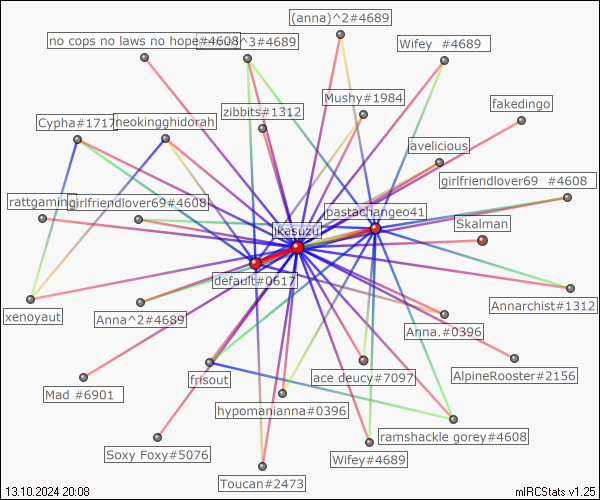 (anna)^2#4689
no cops no laws no hope#4608
^3#4689
Wifey #4689
Mushy#1984
fakedingo
zibbits#1312
Cypha#1717
neokingghidorah
avelicious
girlfriendlover69 #4608
rattgaming
girlfriendlover69#4608
pastachangeo41
Skalman
jkasuzu
default#0617
Annarchist#1312
xenoyaut
Anna^2#4689
Anna.#0396
frisout
ace deucy#7097
AlpineRooster#2156
Mad #6901
hypomanianna#0396
ramshackle gorey#4608
Soxy Foxy#5076
Wifey#4689
Toucan#2473
13.10.2024 20:08
mIRCStats v1.25